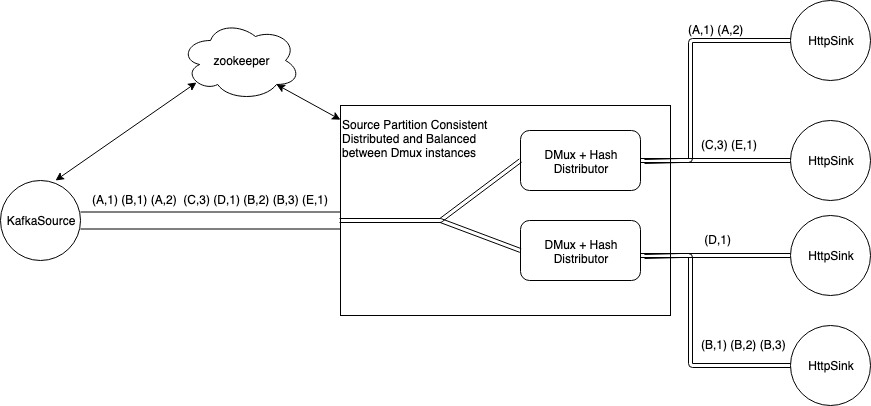 (A,1) (A,2)
HttpSink
zookeeper
Source Partition Consistent
Distributed and Balanced
between Dmux instances
DMux + Hash
Distributor
(C,3) (E,1)
HttpSink
(A,1) (B,1) (A,2) (C,3) (D,1) (B,2) (B,3) (E,1)
KafkaSource
DMux + Hash
Distributor
(D,1)
HttpSink
(B,1) (B,2) (B,3)
HttpSink